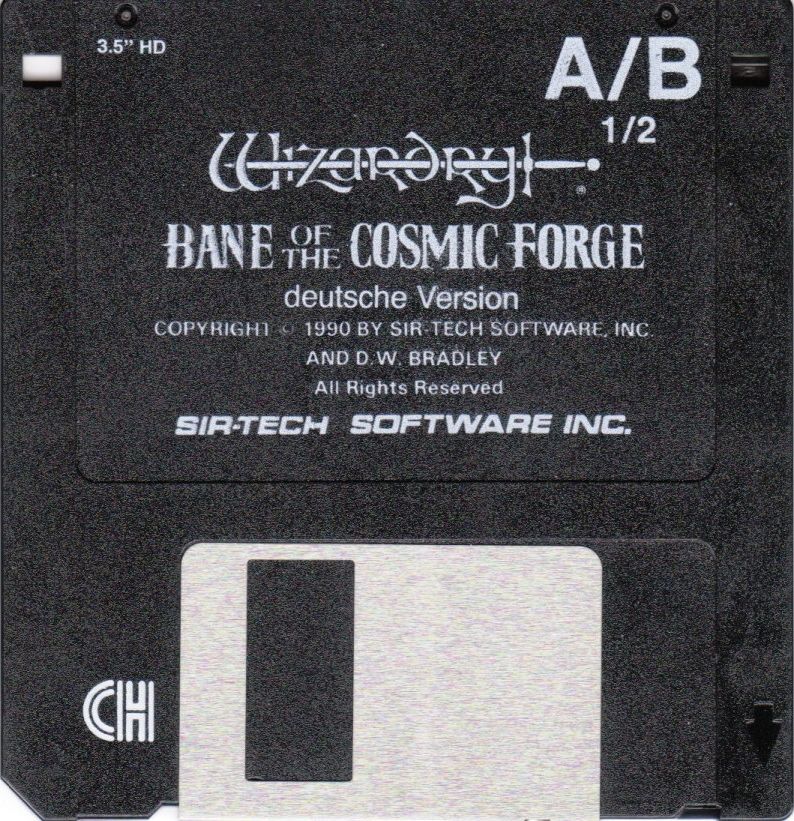 3.5" HD
A/B
1/2
Wizardry
®
BANE OF THE COSMIC FORGE
deutsche Version
COPYRIGHT © 1990 BY SIR-TECH SOFTWARE, INC.
AND D.W. BRADLEY
All Rights Reserved
SIR-TECH SOFTWARE INC.
CH